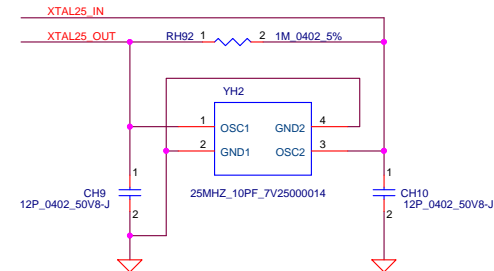 XTAL25_IN
XTAL25_OUT
RH92 1 2 1M_0402_5%
YH2
1 OSC1 GND2 4
2 GND1 OSC2 3
1 1
CH9 25MHZ_10PF_7V25000014 CH10
12P_0402_50V8-J 12P_0402_50V8-J
2 2